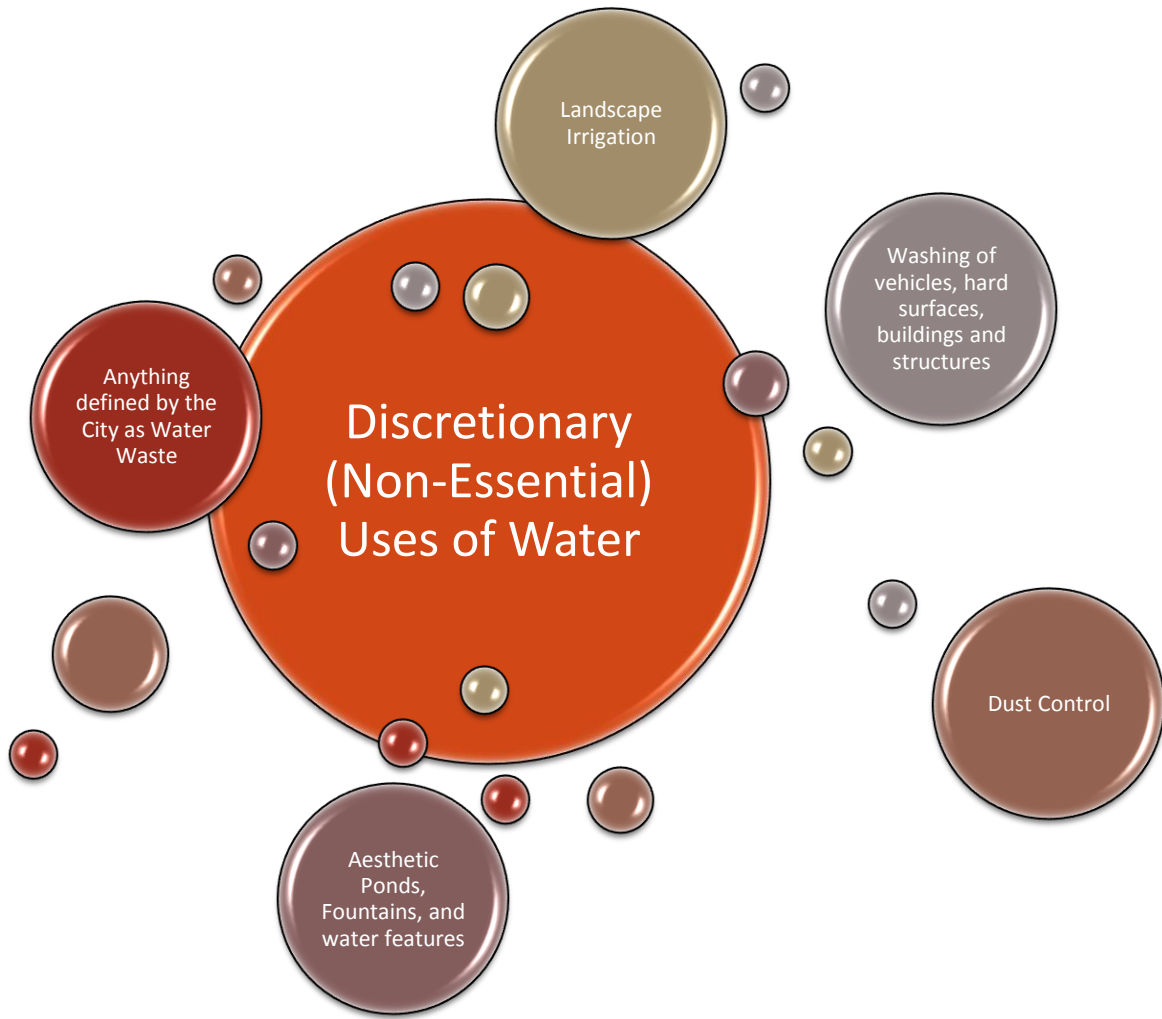 Landscape
Irrigation
Washing of
vehicles, hard
surfaces,
buildings and
structures
Anything
defined by the
City as Water
Waste
Discretionary
(Non-Essential)
Uses of Water
Dust Control
Aesthetic
Ponds,
Fountains, and
water features